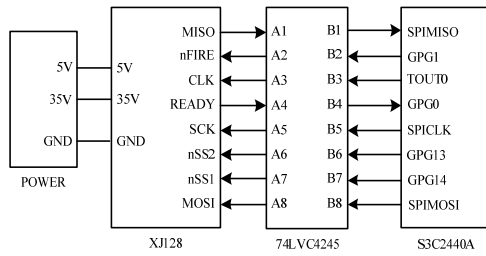 MISO A1 B1 SPIMISO
nFIRE A2 B2 GPG1
5V 5V CLK A3 B3 TOUT0
35V 35V READY A4 B4 GPG0
SCK A5 B5 SPICLK
GND GND nSS2 A6 B6 GPG13
nSS1 A7 B7 GPG14
POWER MOSI A8 B8 SPIMOSI
XJ128 74LVC4245 S3C2440A